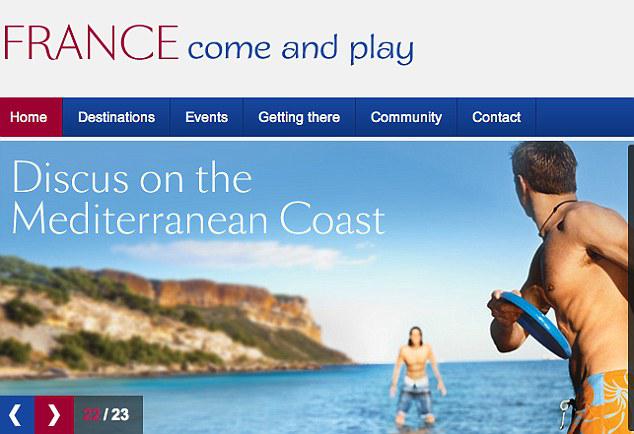 FRANCE come and play
Home Destinations Events Getting there Community Contact
Discus on the
Mediterranean Coast
22 / 23